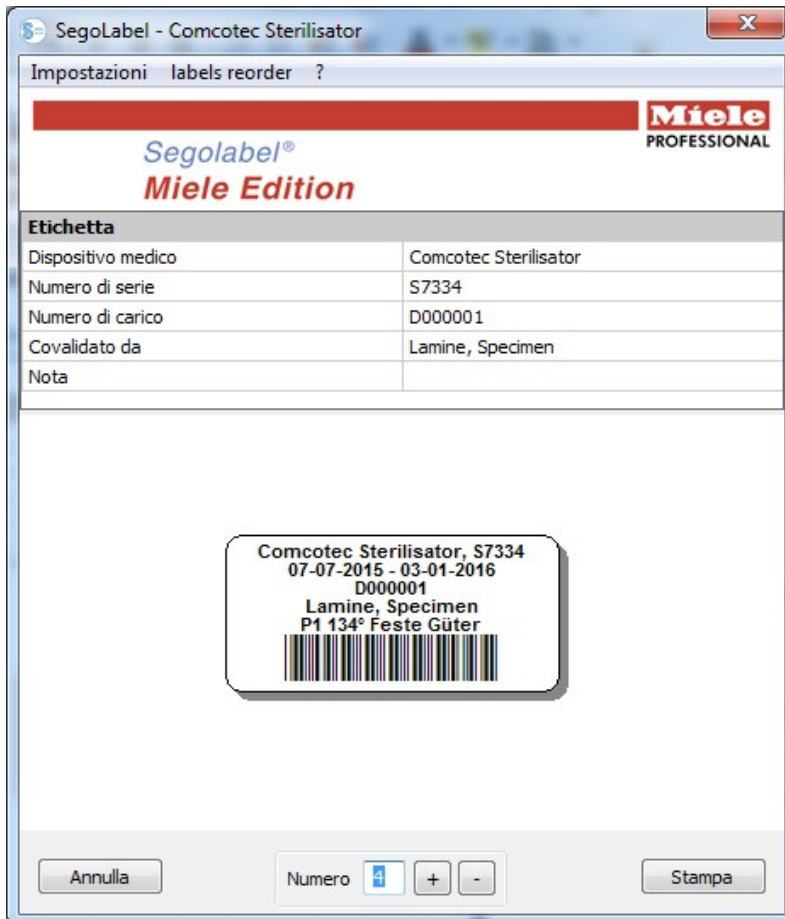 SegoLabel - Comcotec Sterilisator
Impostazioni labels reorder ?
Miele
PROFESSIONAL
Segolabel®
Miele Edition
Etichetta
Dispositivo medico Comcotec Sterilisator
Numero di serie S7334
Numero di carico D000001
Covalidato da Lamine, Specimen
Nota
Comcotec Sterilisator, S7334
07-07-2015 - 03-01-2016
D000001
Lamine, Specimen
P1 134° Feste Güter
Annulla Numero 4 + - Stampa